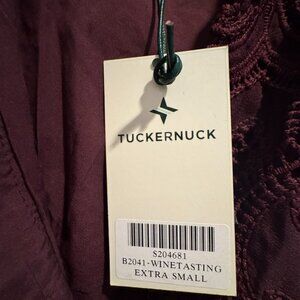 TUCKERNUCK
S204681
B2041-WINETASTING
EXTRA SMALL